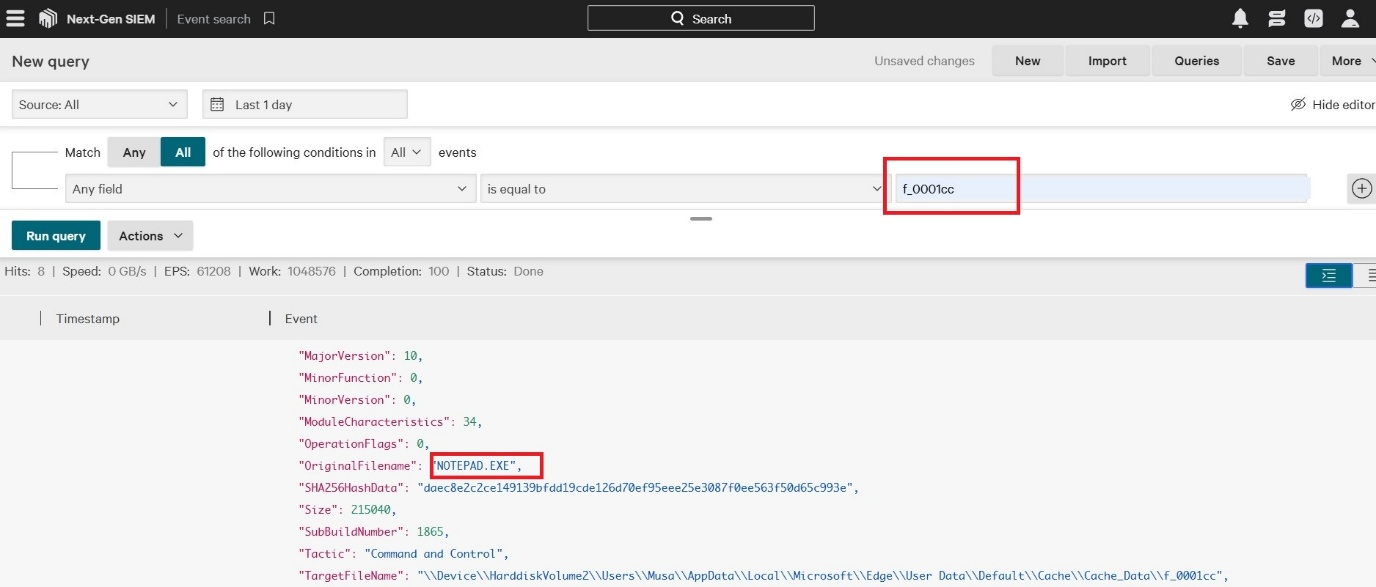 Next-Gen SIEM Event search Search
New query Unsaved changes New Import Queries Save More
Source: All Last 1 day Hide editor
Match Any All of the following conditions in All events
Any field is equal to f_0001cc
Run query Actions
Hits: 8 | Speed: 0 GB/s | EPS: 61208 | Work: 1048576 | Completion: 100 | Status: Done
Timestamp Event
"MajorVersion": 10,
"MinorFunction": 0,
"MinorVersion": 0,
"ModuleCharacteristics": 34,
"OperationFlags": 0,
"OriginalFilename": "NOTEPAD.EXE",
"SHA256HashData": "daec8e2c2ce149139bfdd19cde126d70ef95eee25e3087f0ee563f50d65c993e",
"Size": 215040,
"SubBuildNumber": 1865,
"Tactic": "Command and Control",
"TargetFileName": "\\Device\\HarddiskVolume2\\Users\\Musa\\AppData\\Local\\Microsoft\\Edge\\User Data\\Default\\Cache\\Cache_Data\\f_0001cc",